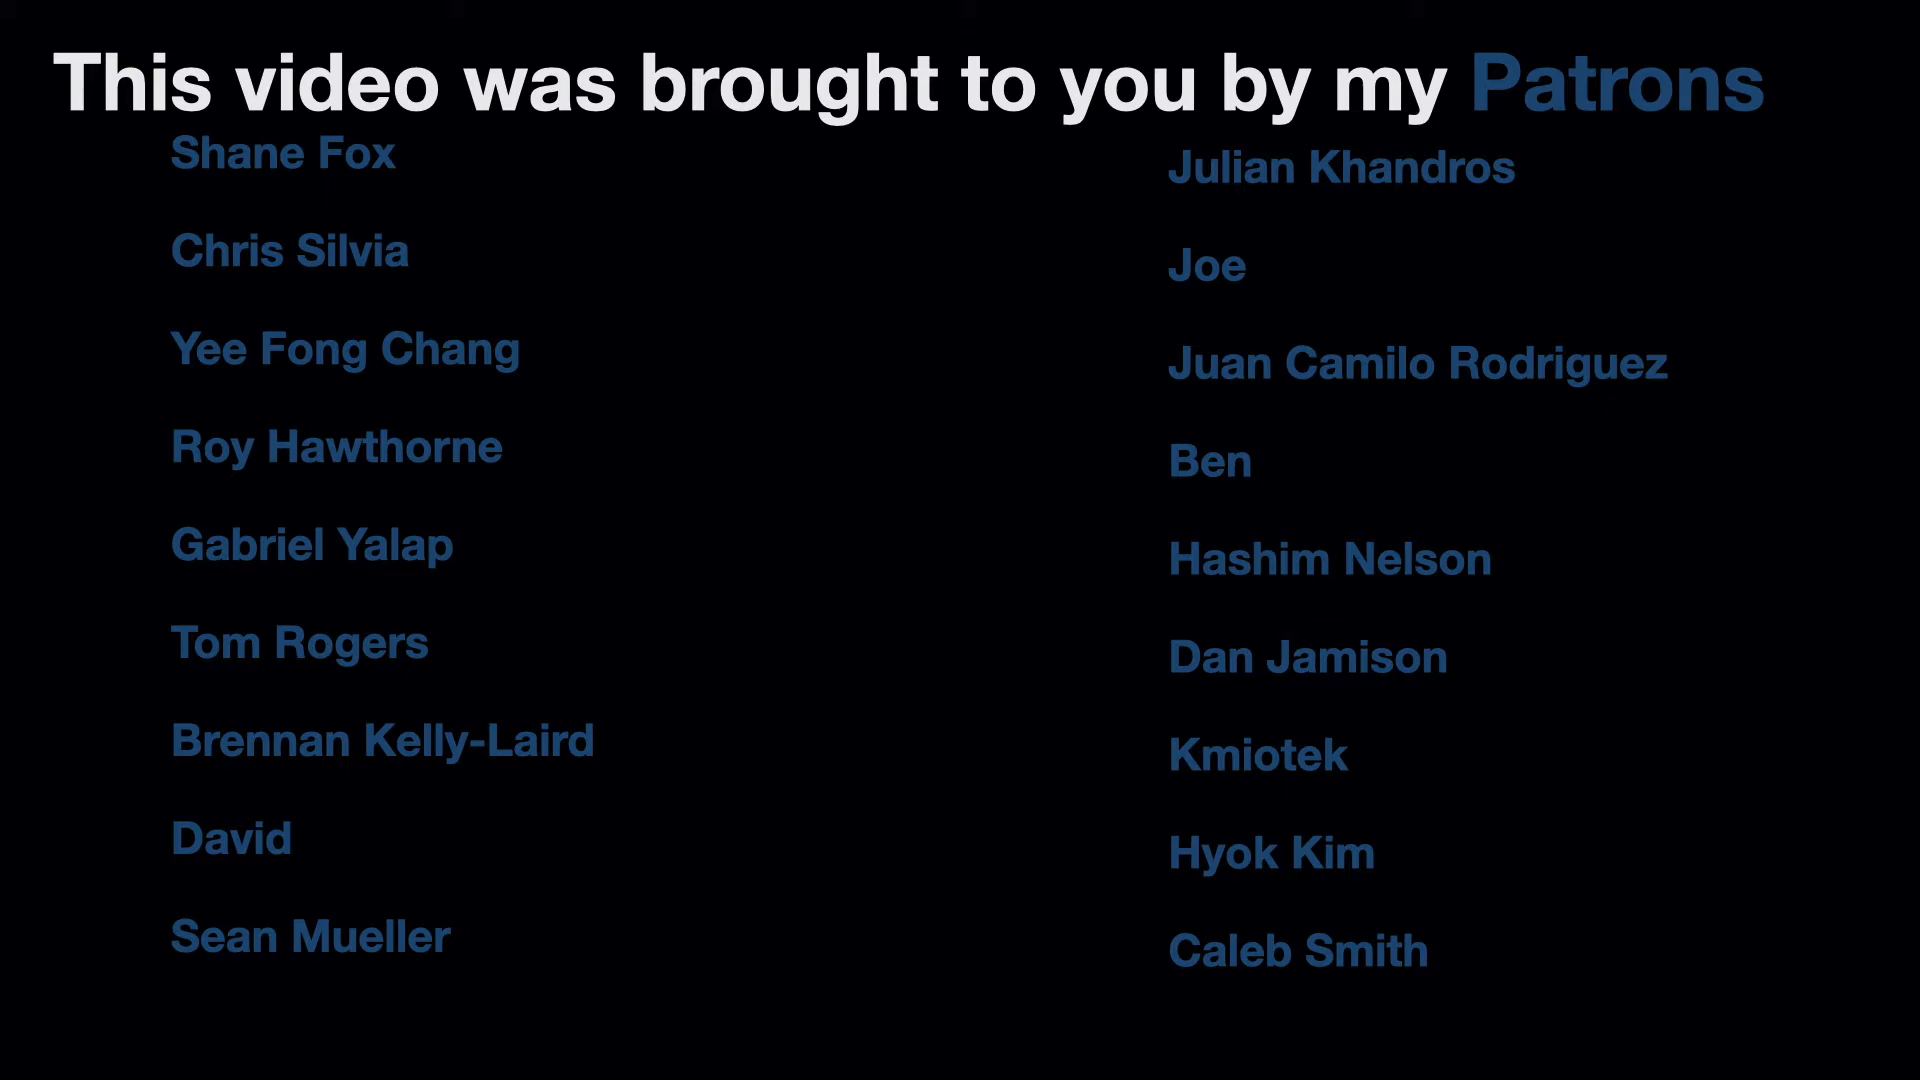 This video was brought to you by my Patrons
Shane Fox
Chris Silvia
Yee Fong Chang
Roy Hawthorne
Gabriel Yalap
Tom Rogers
Brennan Kelly-Laird
David
Sean Mueller
Julian Khandros
Joe
Juan Camilo Rodriguez
Ben
Hashim Nelson
Dan Jamison
Kmiotek
Hyok Kim
Caleb Smith